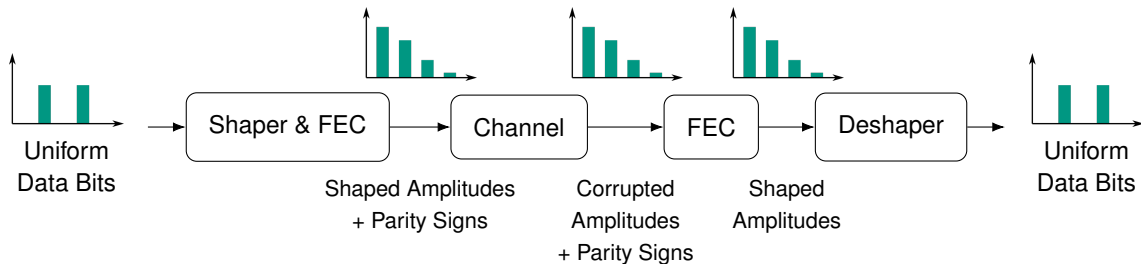 Uniform
Data Bits
Shaper & FEC
Shaped Amplitudes
+ Parity Signs
Channel
Corrupted
Amplitudes
+ Parity Signs
FEC
Shaped
Amplitudes
Deshaper
Uniform
Data Bits